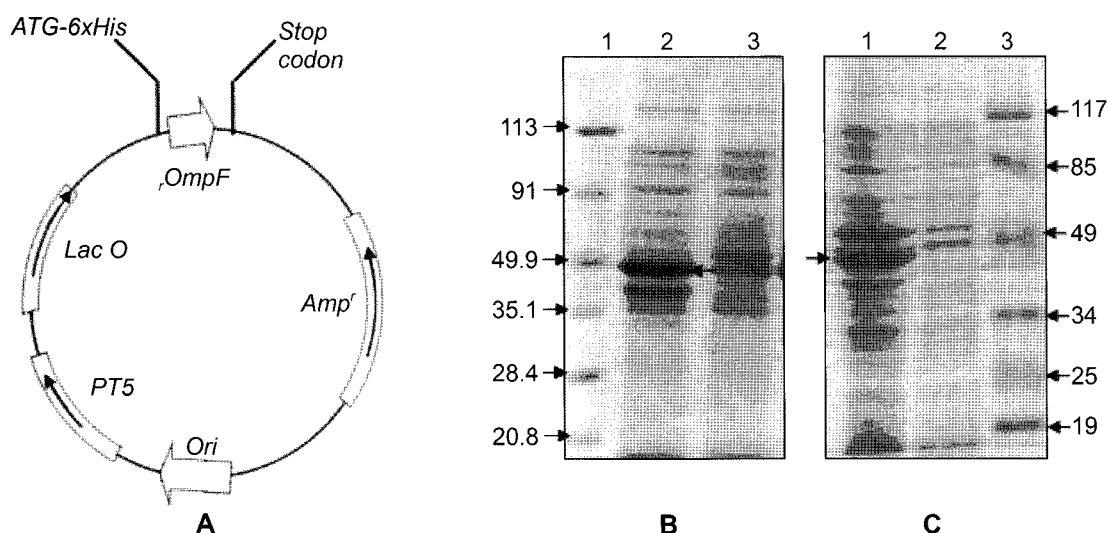 ATG-6xHis
Stop
codon
rOmpF
Lac O
Ampr
PT5
Ori
A
1 2 3
113
91
49.9
35.1
28.4
20.8
B
1 2 3
117
85
49
34
25
19
C